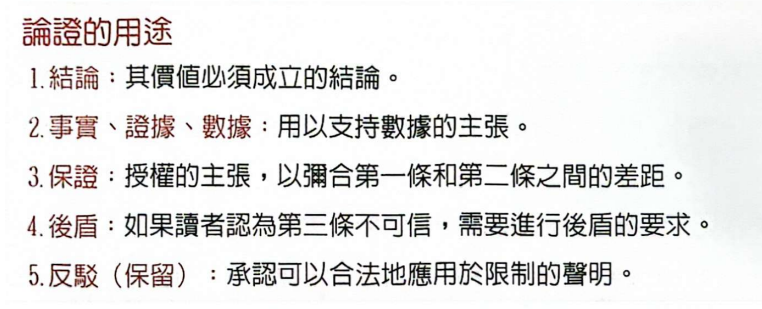 論證的用途
1.結論：其價值必須成立的結論。
2.事實、證據、數據：用以支持數據的主張。
3.保證：授權的主張，以彌合第一條和第二條之間的差距。
4.後盾：如果讀者認為第三條不可信，需要進行後盾的要求。
5.反駁（保留）：承認可以合法地應用於限制的聲明。